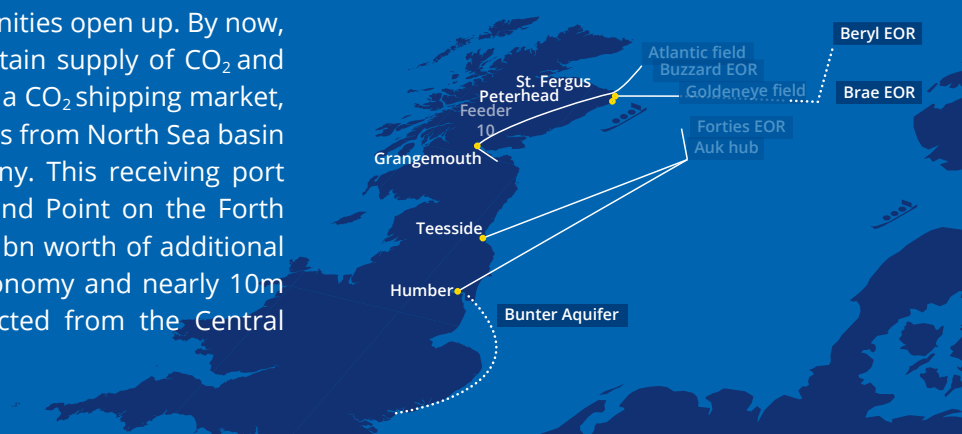 nities open up. By now,
tain supply of CO₂ and
a CO₂ shipping market,
s from North Sea basin
ny. This receiving port
nd Point on the Forth
bn worth of additional
onomy and nearly 10m
cted from the Central
Beryl EOR
Atlantic field
Buzzard EOR
St. Fergus
Peterhead
Goldeneye field
Brae EOR
Feeder
10
Forties EOR
Auk hub
Grangemouth
Teesside
Humber
Bunter Aquifer